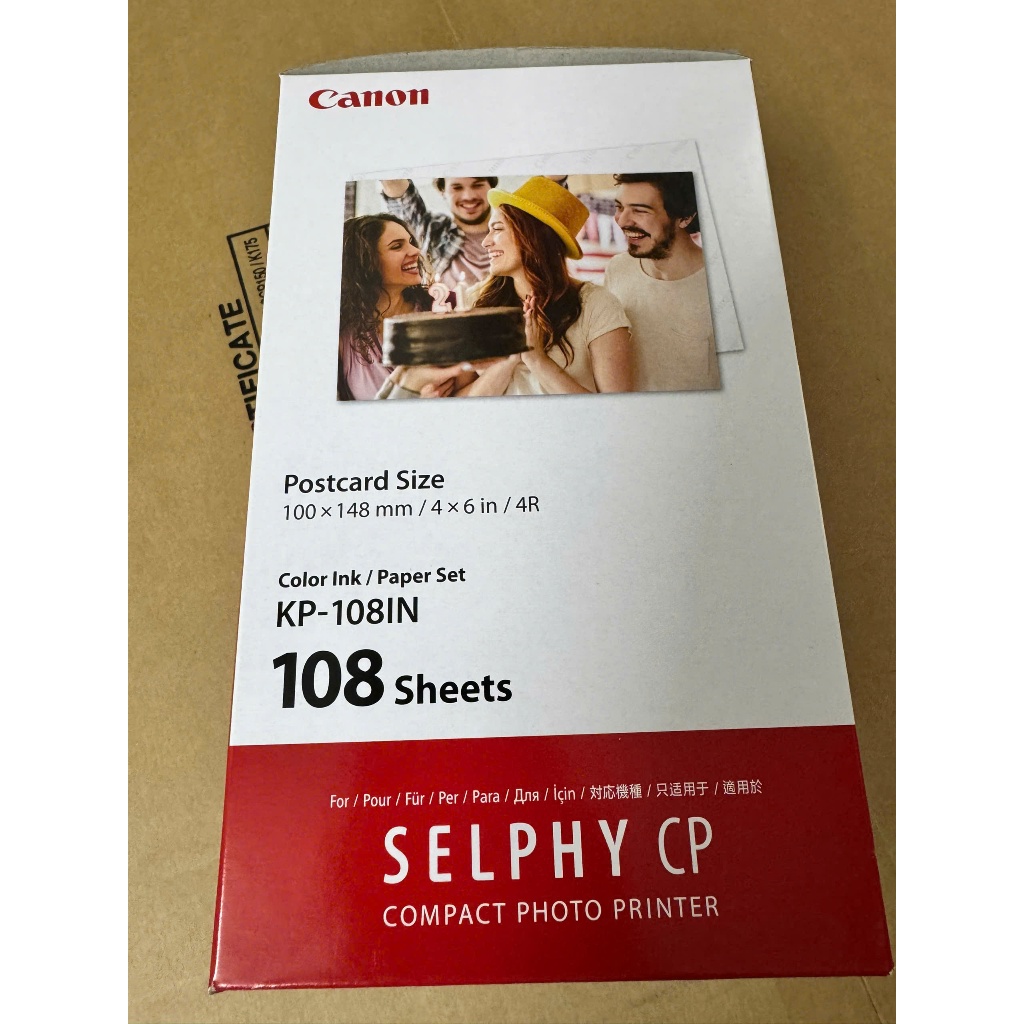 Canon
21
Postcard Size
100 × 148 mm / 4 × 6 in / 4R
Color Ink / Paper Set
KP-108IN
108 Sheets
For / Pour / Für / Per / Para / Для / İçin / 対応機種 / 只适用于 / 適用於
SELPHY CP
COMPACT PHOTO PRINTER